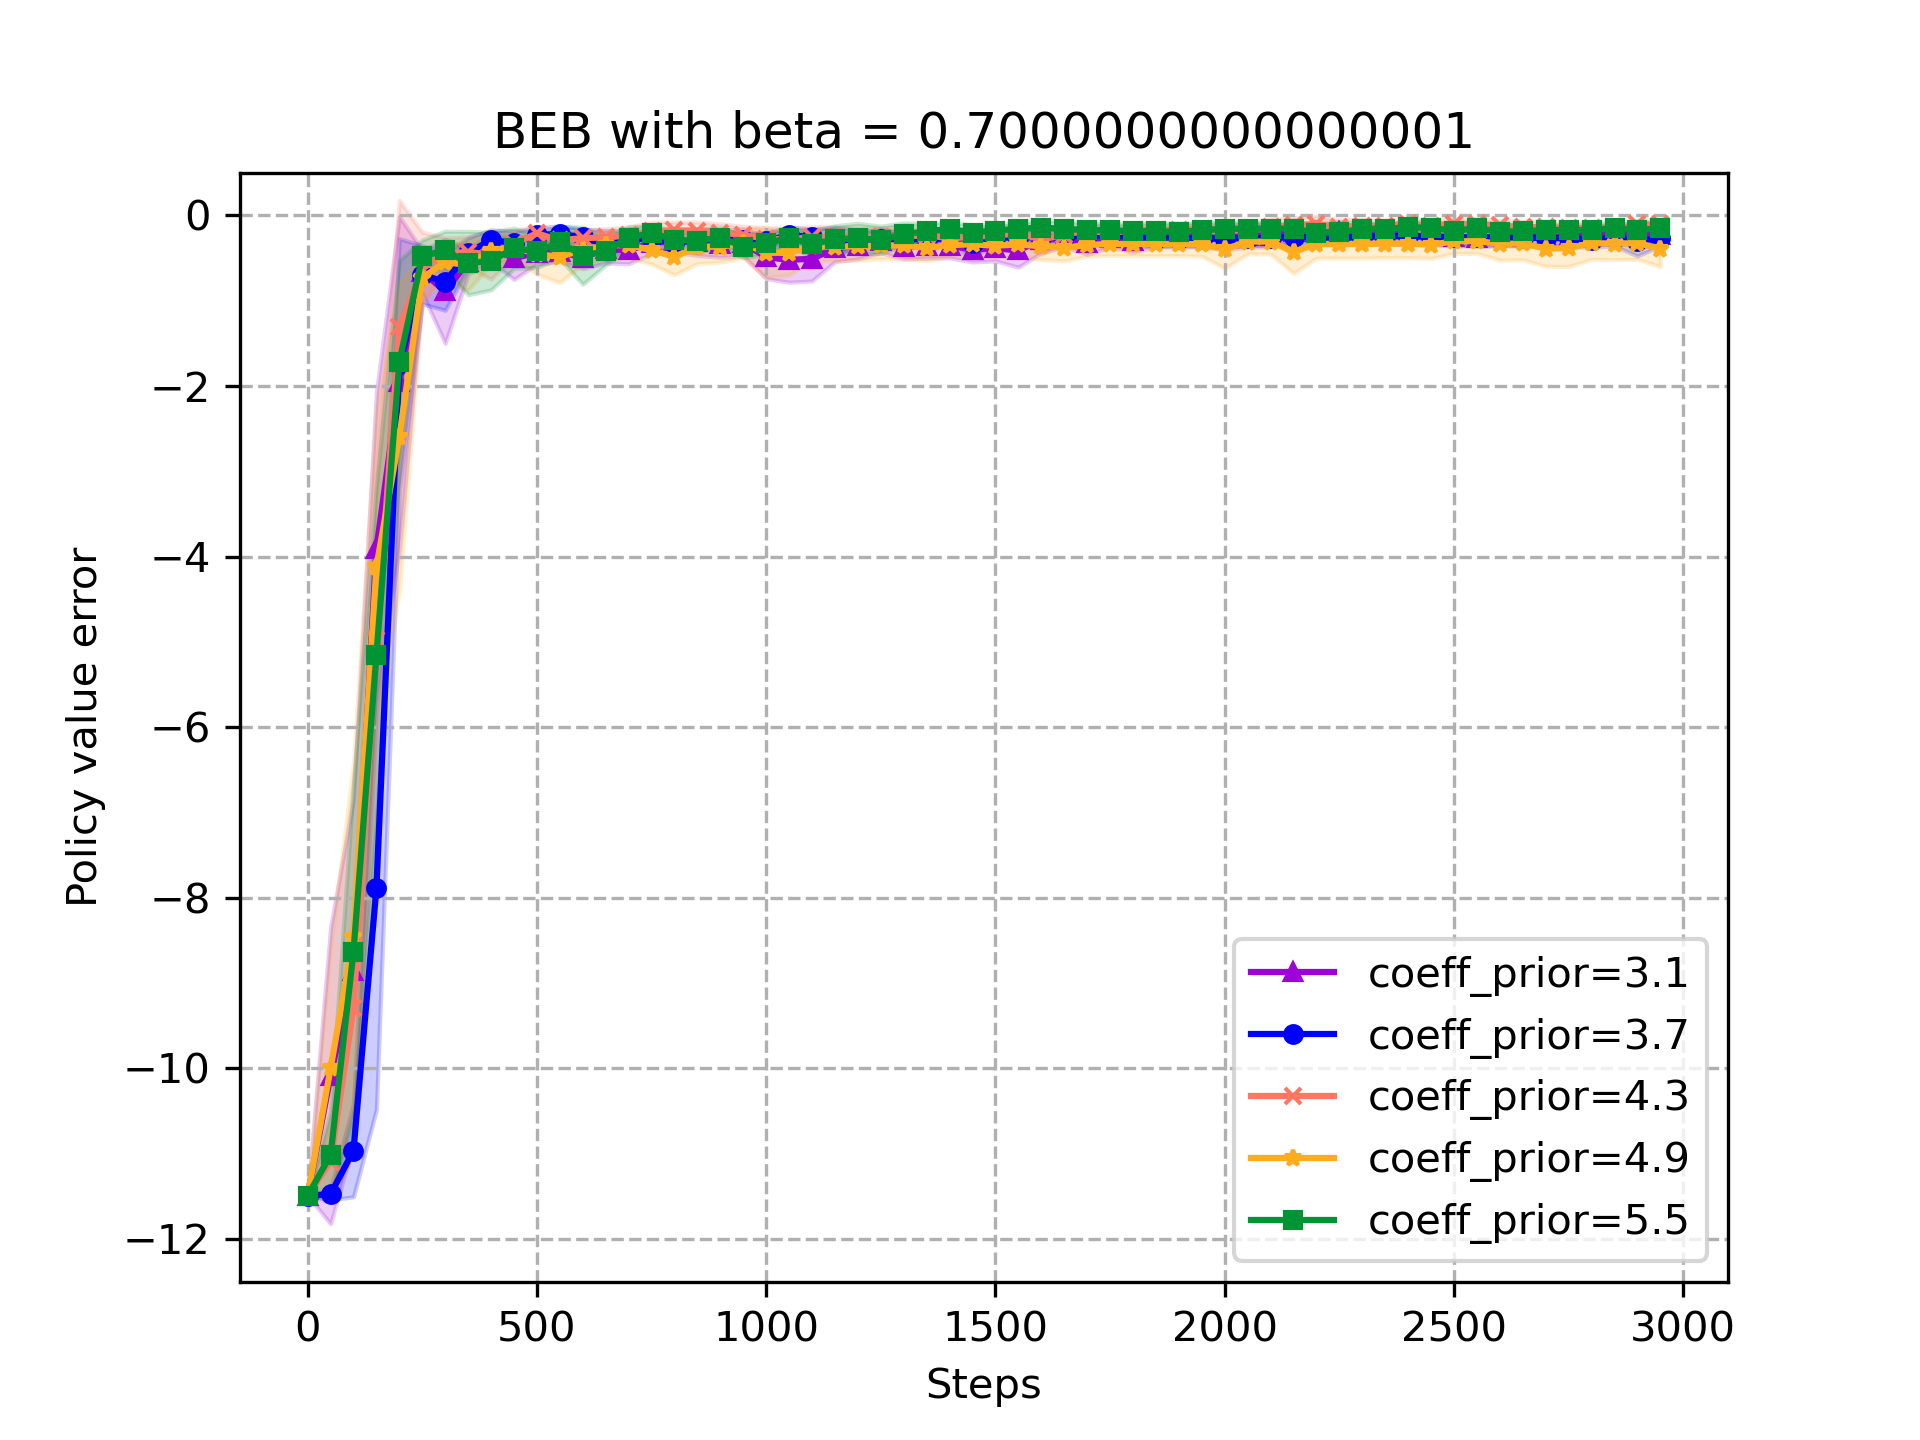 BEB with beta = 0.7000000000000001
0
−2
−4
−6
−8
−10
−12
Policy value error
coeff_prior=3.1
coeff_prior=3.7
coeff_prior=4.3
coeff_prior=4.9
coeff_prior=5.5
0 500 1000 1500 2000 2500 3000
Steps